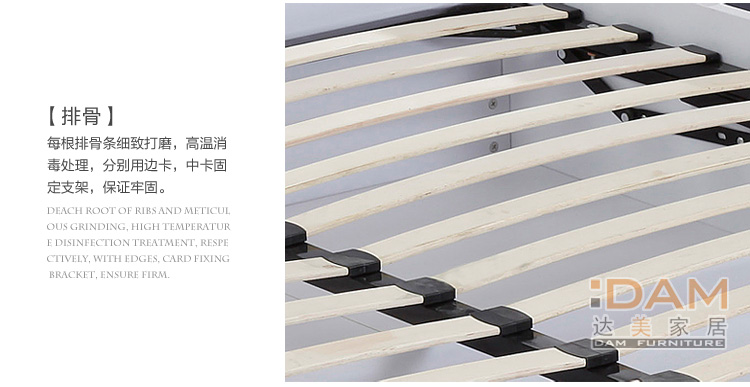 【排骨】
每根排骨条细致打磨，高温消
毒处理，分别用边卡，中卡固
定支架，保证牢固。
DEACH ROOT OF RIBS AND METICUL
OUS GRINDING, HIGH TEMPERATUR
E DISINFECTION TREATMENT, RESPE
CTIVELY, WITH EDGES, CARD FIXING
BRACKET, ENSURE FIRM.
DAM
达美家居
DAM FURNITURE